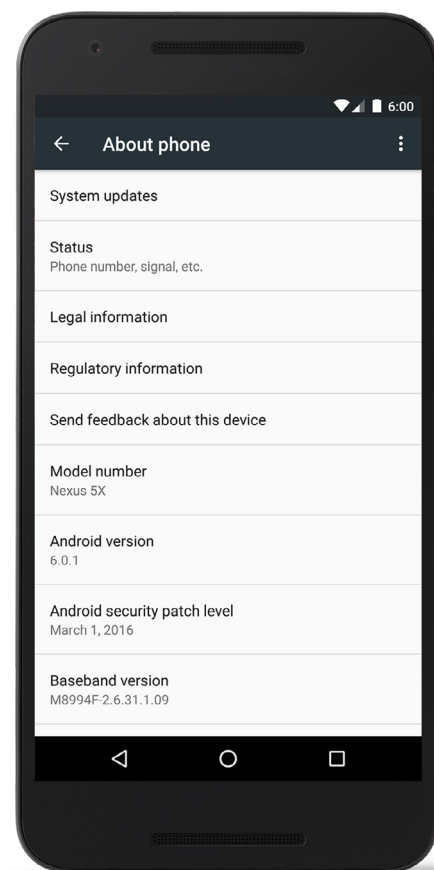 6:00
About phone
System updates
Status
Phone number, signal, etc.
Legal information
Regulatory information
Send feedback about this device
Model number
Nexus 5X
Android version
6.0.1
Android security patch level
March 1, 2016
Baseband version
M8994F-2.6.31.1.09